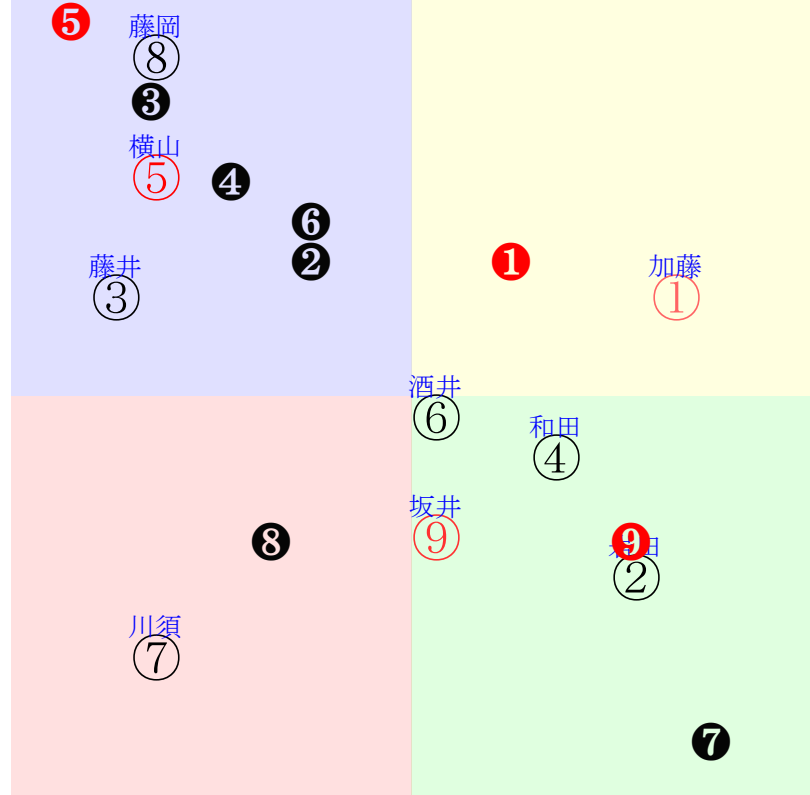 ❺
藤岡
⑧
❸
横山
⑤
❹
❻
❷
藤井
③
❶
加藤
①
酒井
⑥
和田
④
坂井
⑨
❽
❾
田
②
川須
⑦
❼